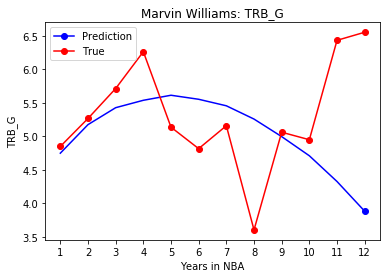 Marvin Williams: TRB_G
Prediction
True
6.5
6.0
5.5
5.0
4.5
4.0
3.5
TRB_G
1 2 3 4 5 6 7 8 9 10 11 12
Years in NBA